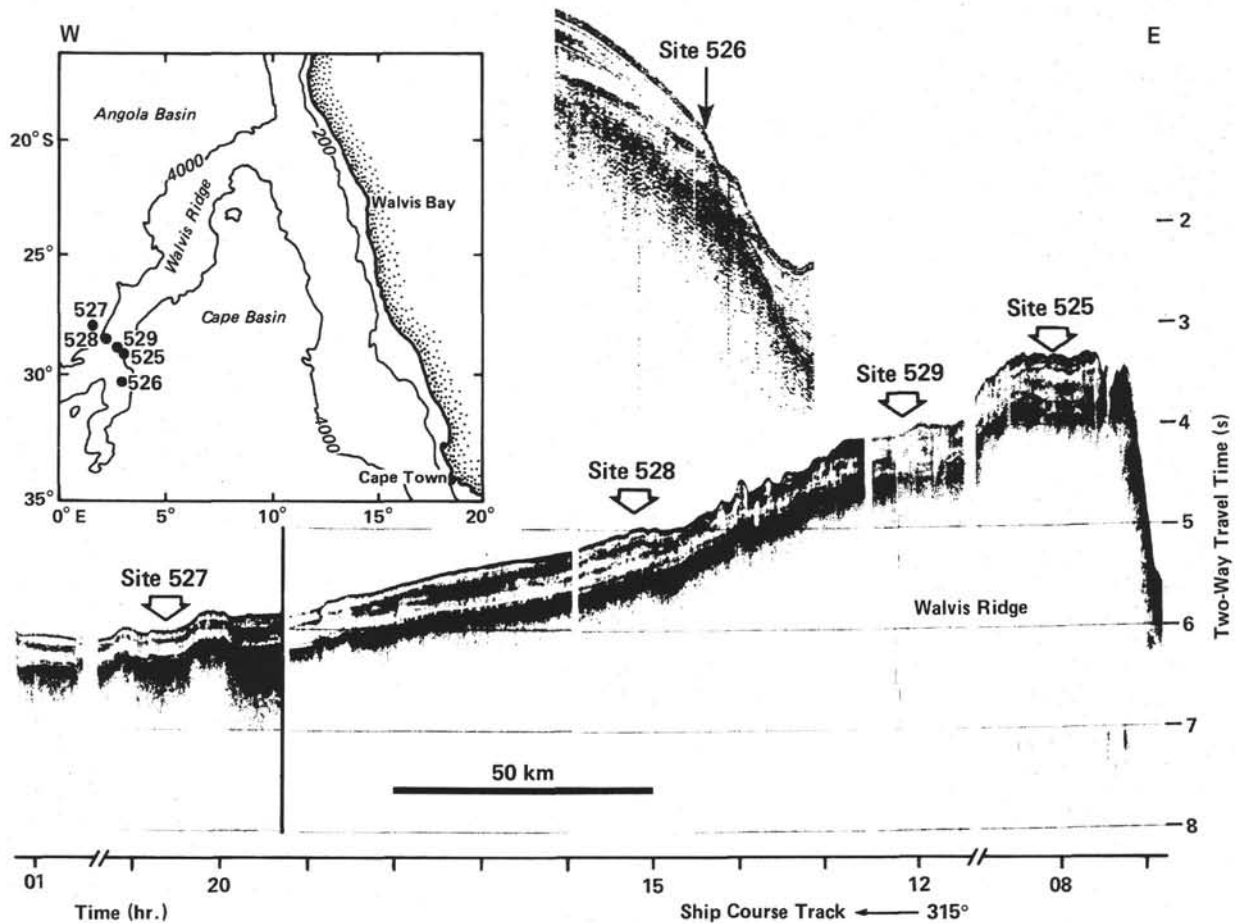 W
E
Site 526
Angola Basin
20°S
4000
200
Walvis Ridge
Walvis Bay
25°
Cape Basin
527
528
529
525
526
30°
4000
Cape Town
35°
0° E
5°
10°
15°
20°
2
3
4
5
6
7
8
Two-Way Travel Time (s)
Site 525
Site 529
Site 528
Site 527
Walvis Ridge
50 km
01
20
15
12
08
Time (hr.)
Ship Course Track ← 315°